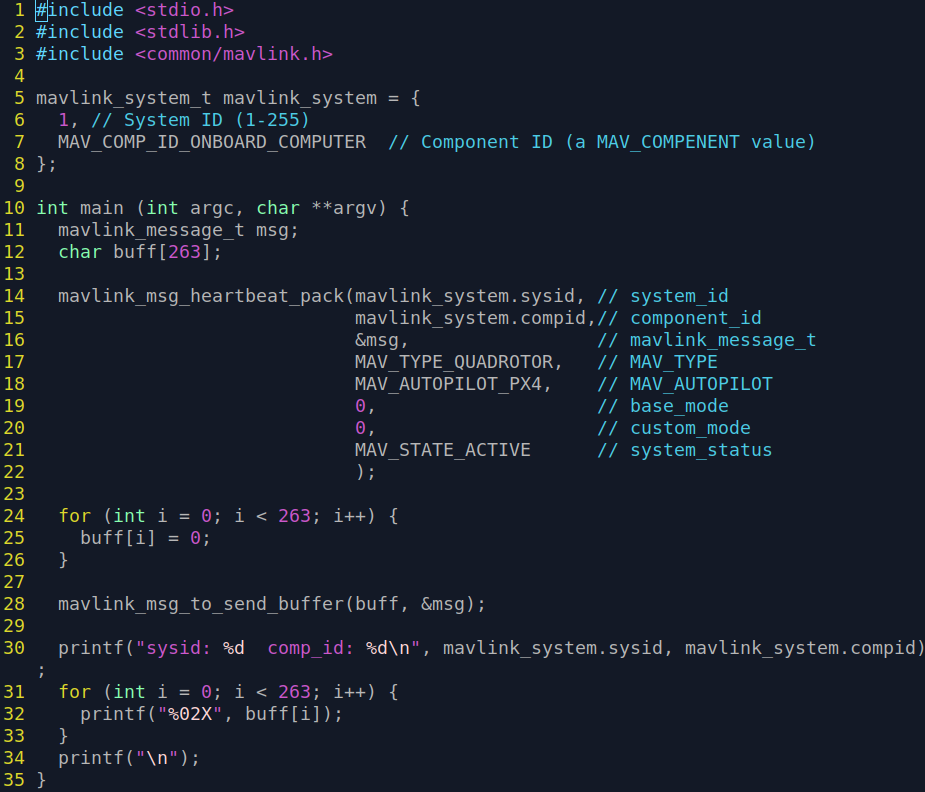 1 #include <stdio.h>
2 #include <stdlib.h>
3 #include <common/mavlink.h>
4
5 mavlink_system_t mavlink_system = {
6   1, // System ID (1-255)
7   MAV_COMP_ID_ONBOARD_COMPUTER  // Component ID (a MAV_COMPENENT value)
8 };
9
10 int main (int argc, char **argv) {
11   mavlink_message_t msg;
12   char buff[263];
13
14   mavlink_msg_heartbeat_pack(mavlink_system.sysid, // system_id
15                              mavlink_system.compid,// component_id
16                              &msg,                 // mavlink_message_t
17                              MAV_TYPE_QUADROTOR,   // MAV_TYPE
18                              MAV_AUTOPILOT_PX4,    // MAV_AUTOPILOT
19                              0,                    // base_mode
20                              0,                    // custom_mode
21                              MAV_STATE_ACTIVE      // system_status
22                              );
23
24   for (int i = 0; i < 263; i++) {
25     buff[i] = 0;
26   }
27
28   mavlink_msg_to_send_buffer(buff, &msg);
29
30   printf("sysid: %d  comp_id: %d\n", mavlink_system.sysid, mavlink_system.compid)
;
31   for (int i = 0; i < 263; i++) {
32     printf("%02X", buff[i]);
33   }
34   printf("\n");
35 }